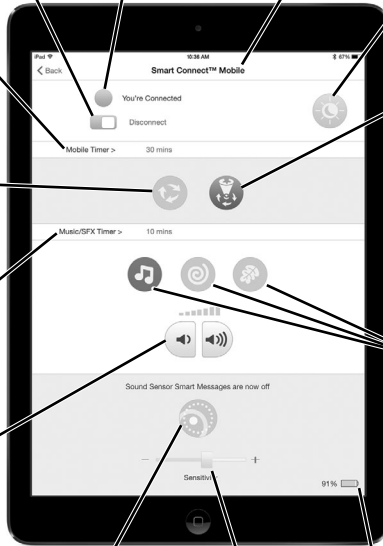 iPad 10:36 AM 67%
Back Smart Connect™ Mobile
You're Connected
Disconnect
Mobile Timer > 30 mins
Music/SFX Timer > 10 mins
Sound Sensor Smart Messages are now off
− +
Sensitivity
91%